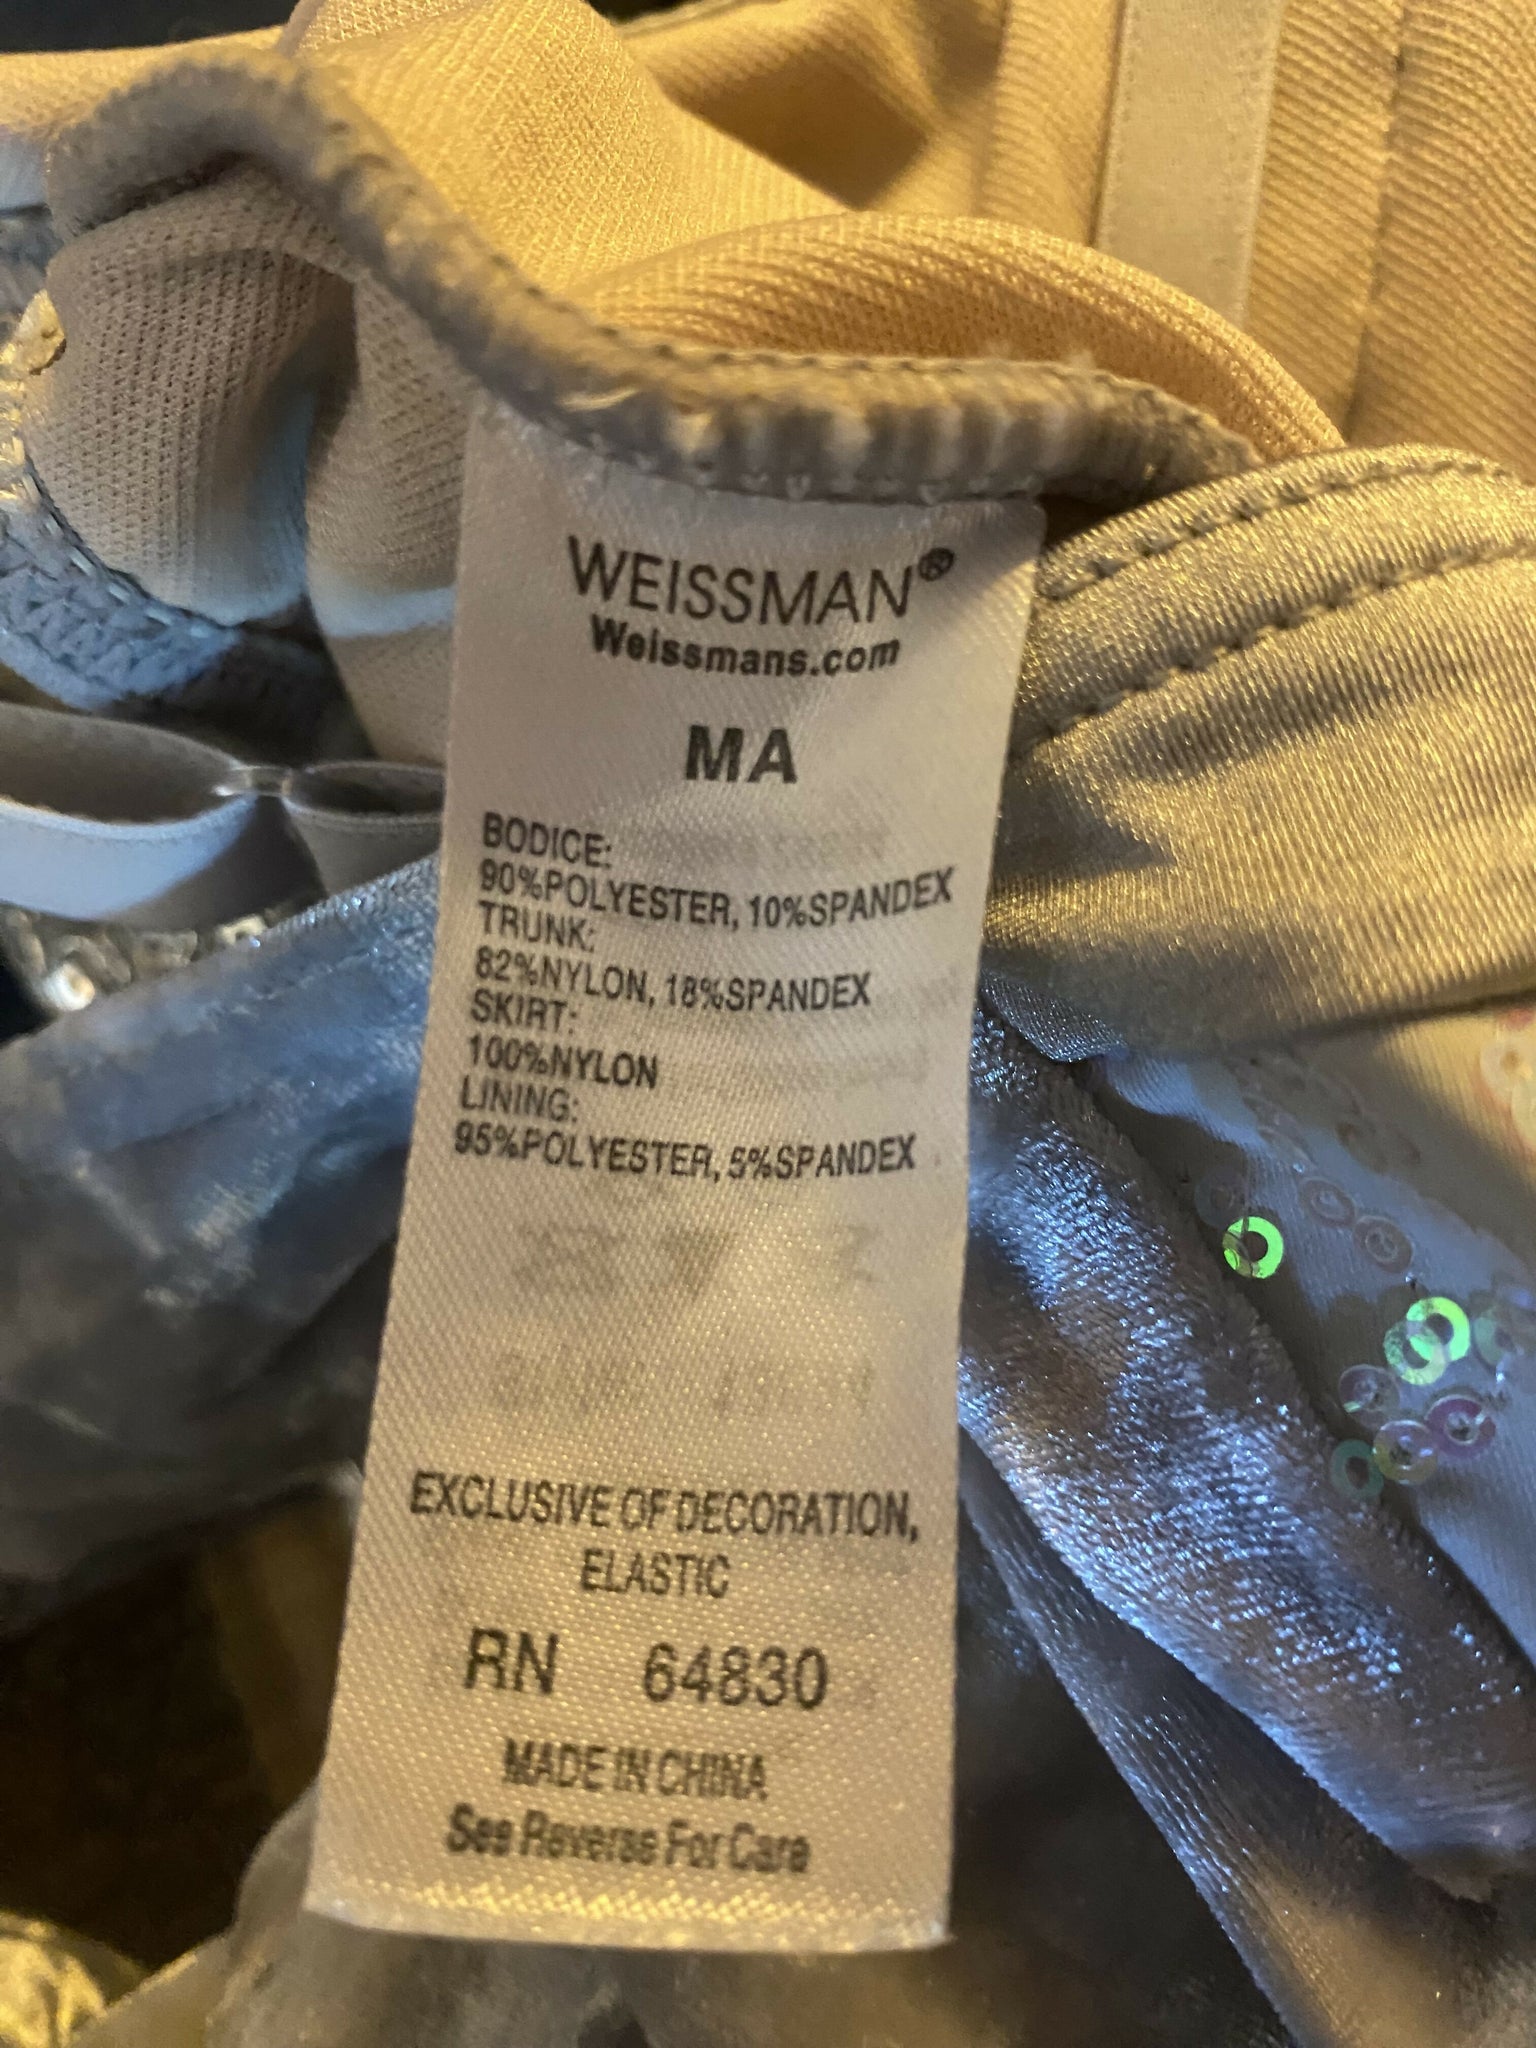 WEISSMAN®
Weissmans.com
MA
BODICE:
90%POLYESTER, 10%SPANDEX
TRUNK:
82%NYLON, 18%SPANDEX
SKIRT:
100%NYLON
LINING:
95%POLYESTER, 5%SPANDEX
EXCLUSIVE OF DECORATION,
ELASTIC
RN 64830
MADE IN CHINA
See Reverse For Care